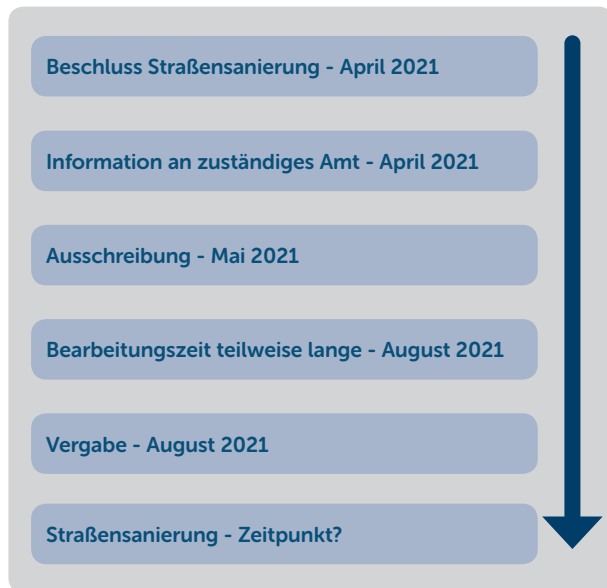 Beschluss Straßensanierung - April 2021
Information an zuständiges Amt - April 2021
Ausschreibung - Mai 2021
Bearbeitungszeit teilweise lange - August 2021
Vergabe - August 2021
Straßensanierung - Zeitpunkt?